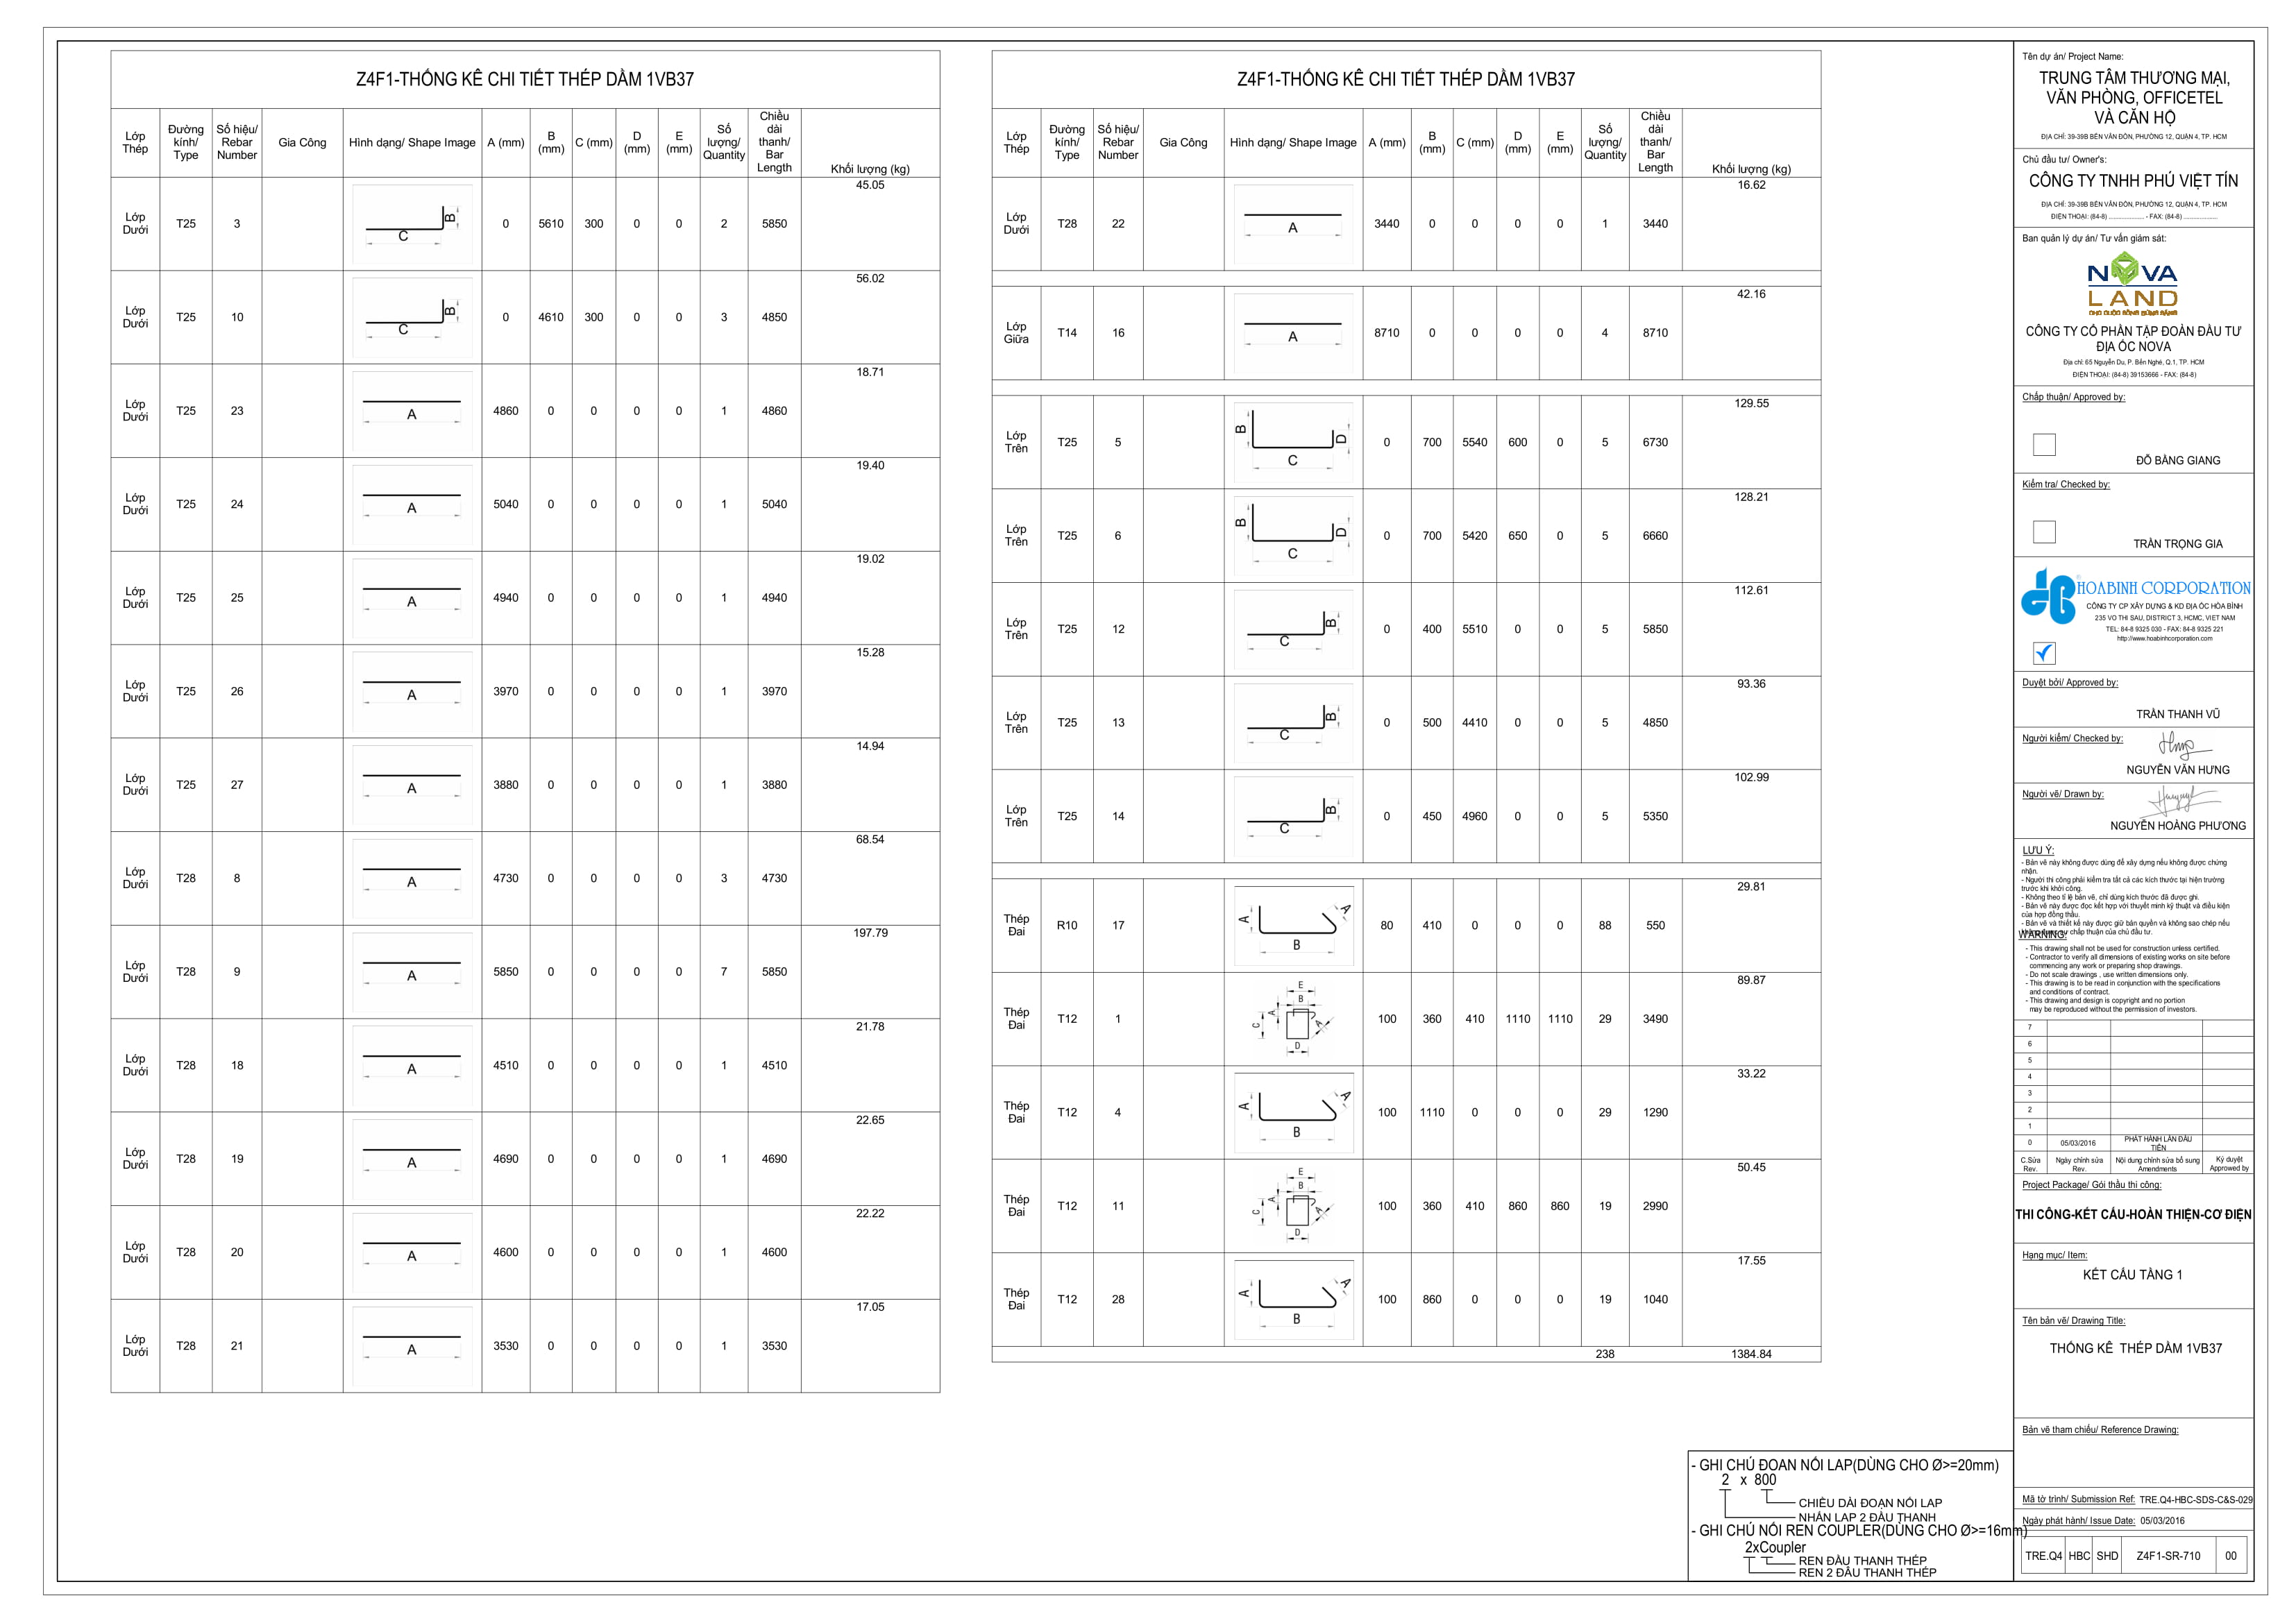 Z4F1-THỐNG KÊ CHI TIẾT THÉP DẦM 1VB37
Lớp Thép Đường kính/ Type Số hiệu/ Rebar Number Gia Công Hình dạng/ Shape Image A (mm) B (mm) C (mm) D (mm) E (mm) Số lượng/ Quantity Chiều dài thanh/ Bar Length Khối lượng (kg)
Lớp Dưới T25 3 C B 0 5610 300 0 0 2 5850 45.05
Lớp Dưới T25 10 C B 0 4610 300 0 0 3 4850 56.02
Lớp Dưới T25 23 A 4860 0 0 0 0 1 4860 18.71
Lớp Dưới T25 24 A 5040 0 0 0 0 1 5040 19.40
Lớp Dưới T25 25 A 4940 0 0 0 0 1 4940 19.02
Lớp Dưới T25 26 A 3970 0 0 0 0 1 3970 15.28
Lớp Dưới T25 27 A 3880 0 0 0 0 1 3880 14.94
Lớp Dưới T28 8 A 4730 0 0 0 0 3 4730 68.54
Lớp Dưới T28 9 A 5850 0 0 0 0 7 5850 197.79
Lớp Dưới T28 18 A 4510 0 0 0 0 1 4510 21.78
Lớp Dưới T28 19 A 4690 0 0 0 0 1 4690 22.65
Lớp Dưới T28 20 A 4600 0 0 0 0 1 4600 22.22
Lớp Dưới T28 21 A 3530 0 0 0 0 1 3530 17.05
Z4F1-THỐNG KÊ CHI TIẾT THÉP DẦM 1VB37
Lớp Thép Đường kính/ Type Số hiệu/ Rebar Number Gia Công Hình dạng/ Shape Image A (mm) B (mm) C (mm) D (mm) E (mm) Số lượng/ Quantity Chiều dài thanh/ Bar Length Khối lượng (kg)
Lớp Dưới T28 22 A 3440 0 0 0 0 1 3440 16.62
Lớp Giữa T14 16 A 8710 0 0 0 0 4 8710 42.16
Lớp Trên T25 5 B C D 0 700 5540 600 0 5 6730 129.55
Lớp Trên T25 6 B C D 0 700 5420 650 0 5 6660 128.21
Lớp Trên T25 12 C B 0 400 5510 0 0 5 5850 112.61
Lớp Trên T25 13 C B 0 500 4410 0 0 5 4850 93.36
Lớp Trên T25 14 C B 0 450 4960 0 0 5 5350 102.99
Thép Đai R10 17 A B A 80 410 0 0 0 88 550 29.81
Thép Đai T12 1 E B A C A D 100 360 410 1110 1110 29 3490 89.87
Thép Đai T12 4 A B A 100 1110 0 0 0 29 1290 33.22
Thép Đai T12 11 E B A C A D 100 360 410 860 860 19 2990 50.45
Thép Đai T12 28 A B A 100 860 0 0 0 19 1040 17.55
238 1384.84
- GHI CHÚ ĐOẠN NỐI LAP(DÙNG CHO Ø>=20mm)
2 x 800
CHIỀU DÀI ĐOẠN NỐI LAP
NHẤN LAP 2 ĐẦU THANH
- GHI CHÚ NỐI REN COUPLER(DÙNG CHO Ø>=16mm)
2xCoupler
REN ĐẦU THANH THÉP
REN 2 ĐẦU THANH THÉP
Tên dự án/ Project Name:
TRUNG TÂM THƯƠNG MẠI,
VĂN PHÒNG, OFFICETEL
VÀ CĂN HỘ
ĐỊA CHỈ: 39-39B BẾN VÂN ĐỒN, PHƯỜNG 12, QUẬN 4, TP. HCM
Chủ đầu tư/ Owner's:
CÔNG TY TNHH PHÚ VIỆT TÍN
ĐỊA CHỈ: 39-39B BẾN VÂN ĐỒN, PHƯỜNG 12, QUẬN 4, TP. HCM
ĐIỆN THOẠI: (84-8) .................... - FAX: (84-8) ....................
Ban quản lý dự án/ Tư vấn giám sát:
NOVA
LAND
CÔNG TY CỔ PHẦN TẬP ĐOÀN ĐẦU TƯ
ĐỊA ỐC NOVA
Địa chỉ: 65 Nguyễn Du, P. Bến Nghé, Q.1, TP. HCM
ĐIỆN THOẠI: (84-8) 39153666 - FAX: (84-8)
Chấp thuận/ Approved by:
ĐỖ BẰNG GIANG
Kiểm tra/ Checked by:
TRẦN TRỌNG GIA
HOABINH CORPORATION
CÔNG TY CP XÂY DỰNG & KD ĐỊA ỐC HÒA BÌNH
235 VO THI SAU, DISTRICT 3, HCMC, VIET NAM
TEL: 84-8 9325 030 - FAX: 84-8 9325 221
http://www.hoabinhcorporation.com
Duyệt bởi/ Approved by:
TRẦN THANH VŨ
Người kiểm/ Checked by:
NGUYỄN VĂN HƯNG
Người vẽ/ Drawn by:
NGUYỄN HOÀNG PHƯƠNG
LƯU Ý:
- Bản vẽ này không được dùng để xây dựng nếu không được chứng
nhận.
- Người thi công phải kiểm tra tất cả các kích thước tại hiện trường
trước khi khởi công.
- Không theo tỉ lệ bản vẽ, chỉ dùng kích thước đã được ghi.
- Bản vẽ này được đọc kết hợp với thuyết minh kỹ thuật và điều kiện
của hợp đồng thầu.
- Bản vẽ và thiết kế này được giữ bản quyền và không sao chép nếu
chấp thuận của chủ đầu tư.
WARNING:
- This drawing shall not be used for construction unless certified.
- Contractor to verify all dimensions of existing works on site before
commencing any work or preparing shop drawings.
- Do not scale drawings , use written dimensions only.
- This drawing is to be read in conjunction with the specifications
and conditions of contract.
- This drawing and design is copyright and no portion
may be reproduced without the permission of investors.
7
6
5
4
3
2
1
0 05/03/2016 PHÁT HÀNH LẦN ĐẦU TIÊN
C.Sửa Rev. Ngày chỉnh sửa Rev. Nội dung chỉnh sửa bổ sung Amendments Ký duyệt Approved by
Project Package/ Gói thầu thi công:
THI CÔNG-KẾT CẤU-HOÀN THIỆN-CƠ ĐIỆN
Hạng mục/ Item:
KẾT CẤU TẦNG 1
Tên bản vẽ/ Drawing Title:
THỐNG KÊ THÉP DẦM 1VB37
Bản vẽ tham chiếu/ Reference Drawing:
Mã tờ trình/ Submission Ref: TRE.Q4-HBC-SDS-C&S-029
Ngày phát hành/ Issue Date: 05/03/2016
TRE.Q4 HBC SHD Z4F1-SR-710 00